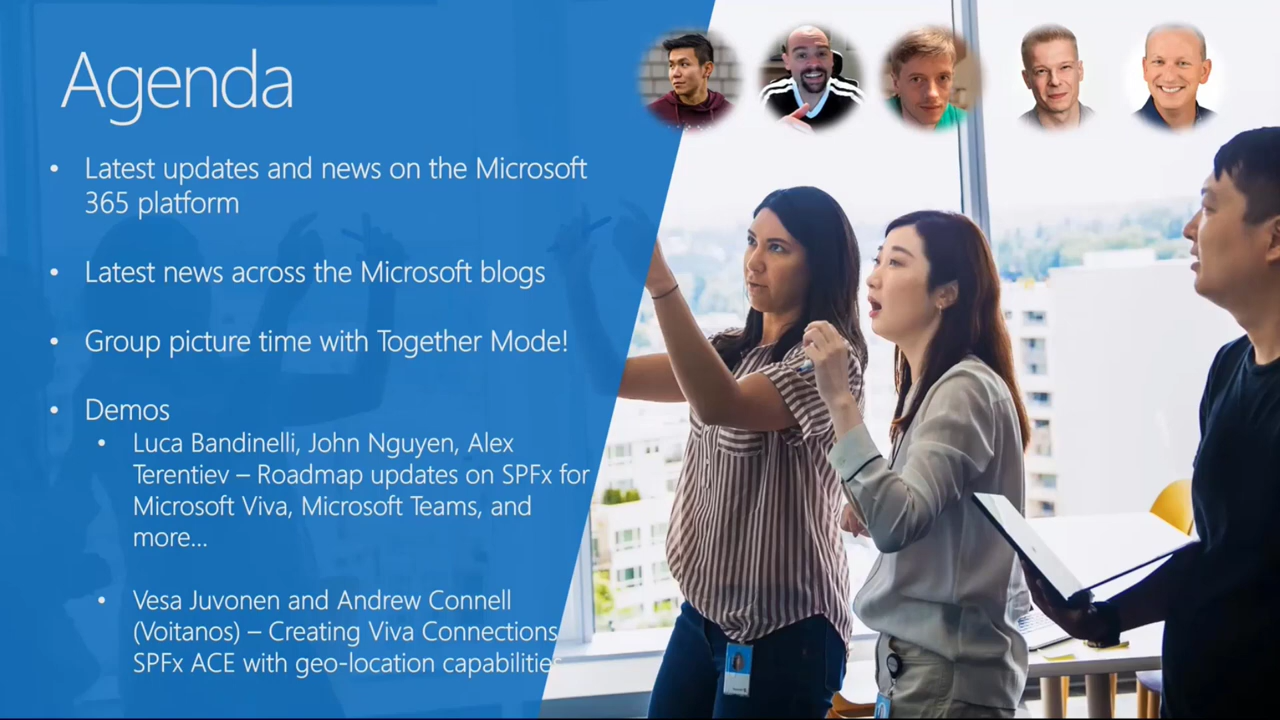 Agenda
• Latest updates and news on the Microsoft
365 platform
• Latest news across the Microsoft blogs
• Group picture time with Together Mode!
• Demos
• Luca Bandinelli, John Nguyen, Alex
Terentiev – Roadmap updates on SPFx for
Microsoft Viva, Microsoft Teams, and
more...
• Vesa Juvonen and Andrew Connell
(Voitanos) – Creating Viva Connections
SPFx ACE with geo-location capabilities